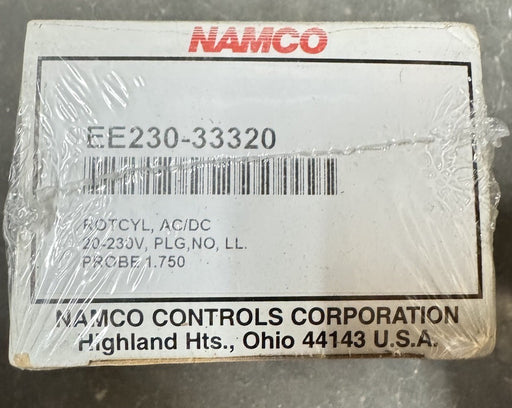 NAMCO
EE230-33320
ROTCYL, AC/DC
20-230V, PLG,NO, LL.
PROBE 1.750
NAMCO CONTROLS CORPORATION
Highland Hts., Ohio 44143 U.S.A.